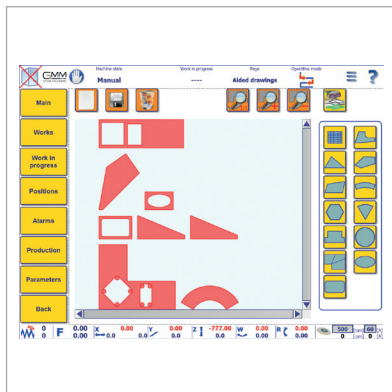 GMM
Machine state
Manual
Work in progress
----
Page
Aided drawings
Operative mode
?
Main
Works
Work in
progress
Positions
Alarms
Production
Parameters
Back
0 F 0.00 X 0.00 Y 0.00 Z -777.00 W 0.00 R 0.00 500 60
0 0.00 0.0 0.0 0.0 0.0 0.0 0 0